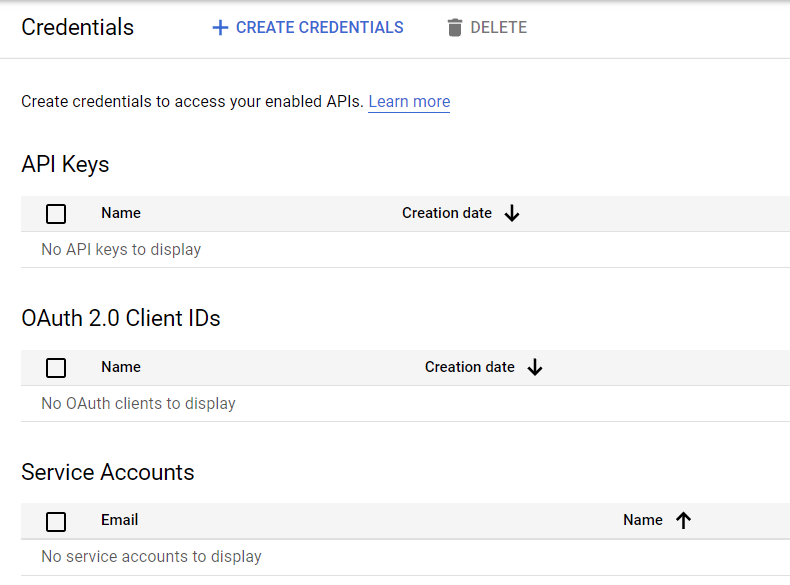 Credentials + CREATE CREDENTIALS DELETE
Create credentials to access your enabled APIs. Learn more
API Keys
Name Creation date
No API keys to display
OAuth 2.0 Client IDs
Name Creation date
No OAuth clients to display
Service Accounts
Email Name
No service accounts to display